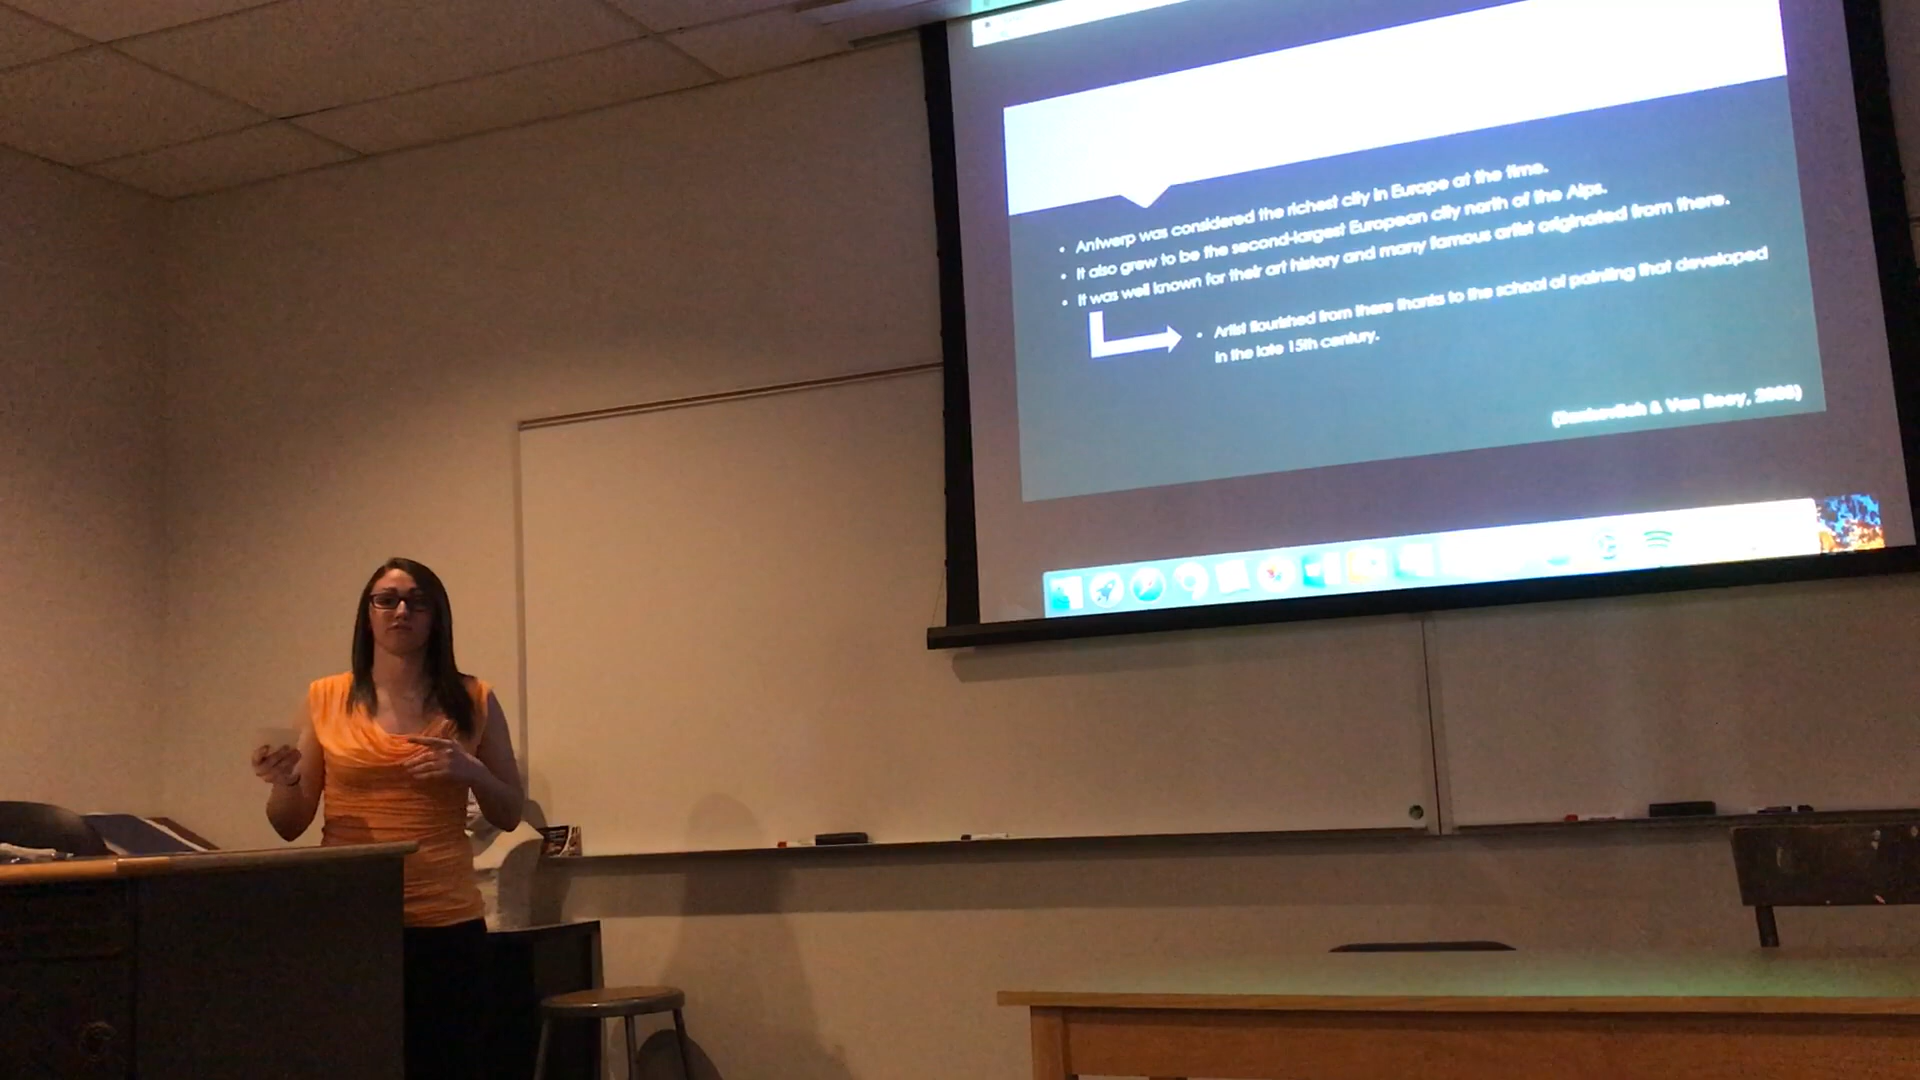 • Antwerp was considered the richest city in Europe at the time.
• It also grew to be the second-largest European city north of the Alps.
• It was well known for their art history and many famous artist originated from there.
• Artist flourished from there thanks to the school of painting that developed
in the late 15th century.
& Van